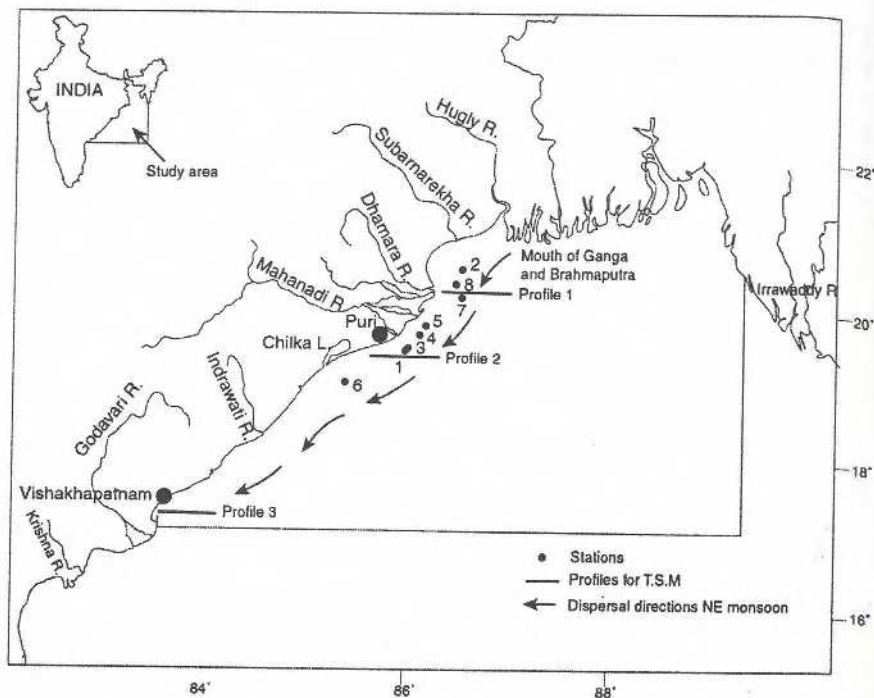 INDIA
Study area
Hugly R.
Subarnarekha R.
Dhamara R.
Mahanadi R.
Puri
Chilka L.
Indrawati R.
Godavari R.
Vishakhapatnam
Krishna R.
Mouth of Ganga
and Brahmaputra
Irrawaddy R
2
8
Profile 1
7
5
4
3
1
Profile 2
6
Profile 3
Stations
Profiles for T.S.M
Dispersal directions NE monsoon
22°
20°
18°
16°
84°
86°
88°